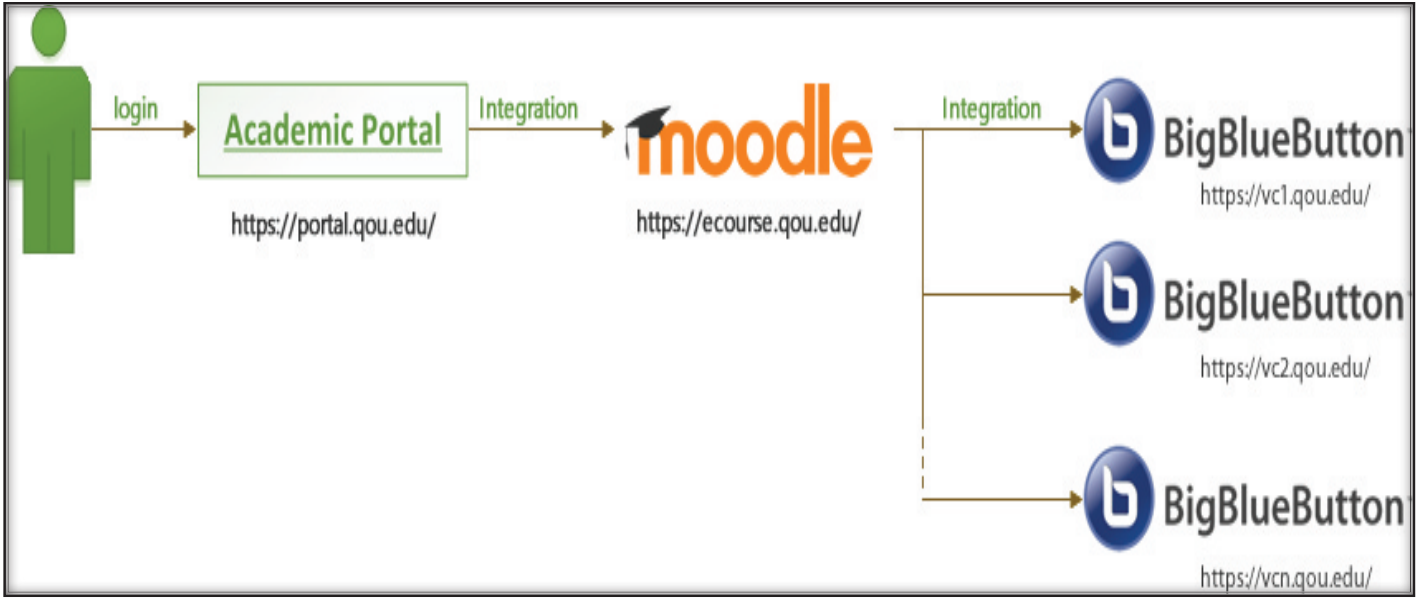 login
Academic Portal
https://portal.qou.edu/
Integration
moodle
https://ecourse.qou.edu/
Integration
BigBlueButton
https://vc1.qou.edu/
BigBlueButton
https://vc2.qou.edu/
BigBlueButton
https://vcn.qou.edu/